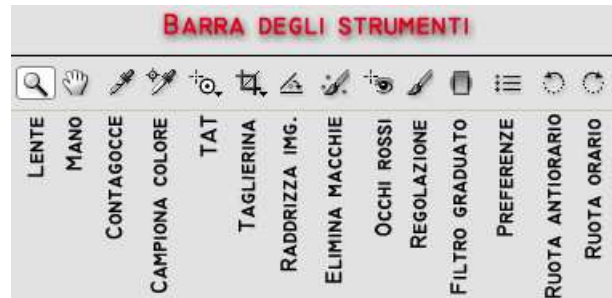 BARRA DEGLI STRUMENTI
LENTE
MANO
CONTAGOCCE
CAMPIONA COLORE
TAT
TAGLIERINA
RADDRIZZA IMG.
ELIMINA MACCHIE
OCCHI ROSSI
REGOLAZIONE
FILTRO GRADUATO
PREFERENZE
RUOTA ANTIORARIO
RUOTA ORARIO